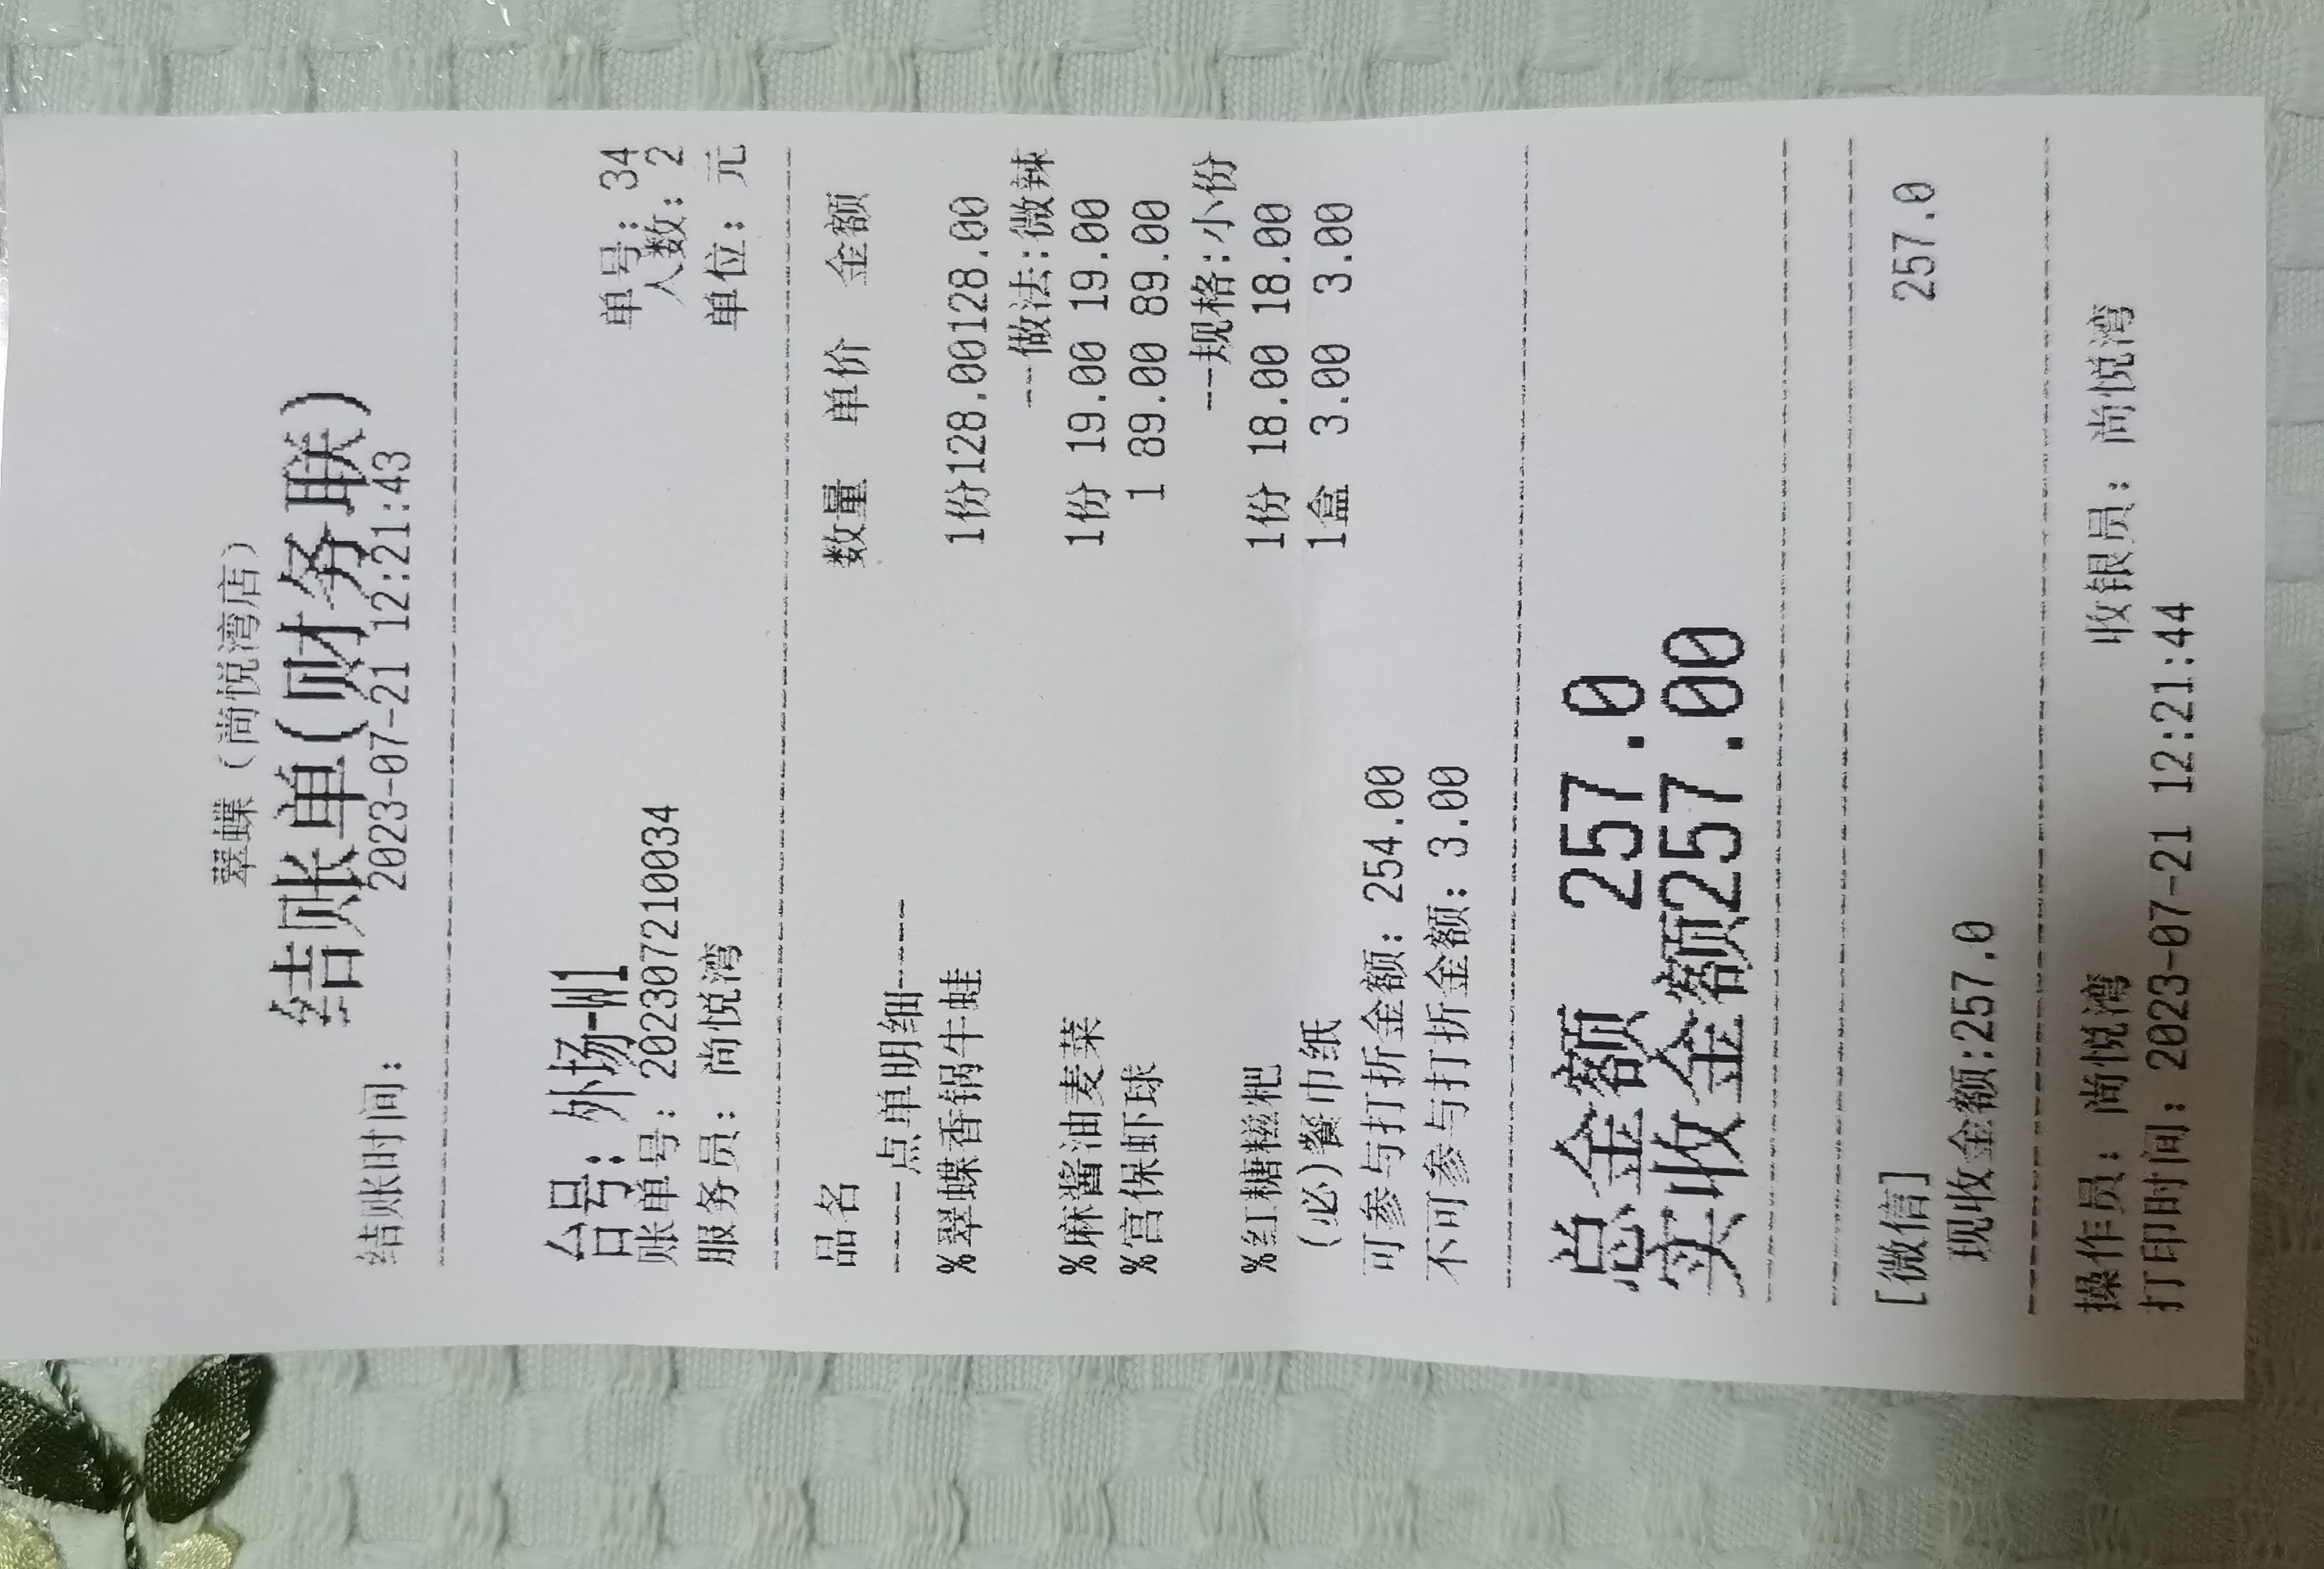 翠蝶（尚悦湾店）
结账单(财务联)
结账时间: 2023-07-21 12:21:43
台号: 外场-W1 单号: 34
账单号: 202307210034 人数: 2
服务员: 尚悦湾 单位: 元
品名 数量 单价 金额
-----点单明细-----
%翠蝶香锅牛蛙 1份128.00128.00
---做法:微辣
%麻酱油麦菜 1份 19.00 19.00
%宫保虾球 1 89.00 89.00
---规格:小份
%红糖糍粑 1份 18.00 18.00
(必)餐巾纸 1盒 3.00 3.00
可参与打折金额: 254.00
不可参与打折金额: 3.00
总金额 257.0
实收金额257.00
[微信] 257.0
现收金额:257.0
操作员: 尚悦湾 收银员: 尚悦湾
打印时间: 2023-07-21 12:21:44